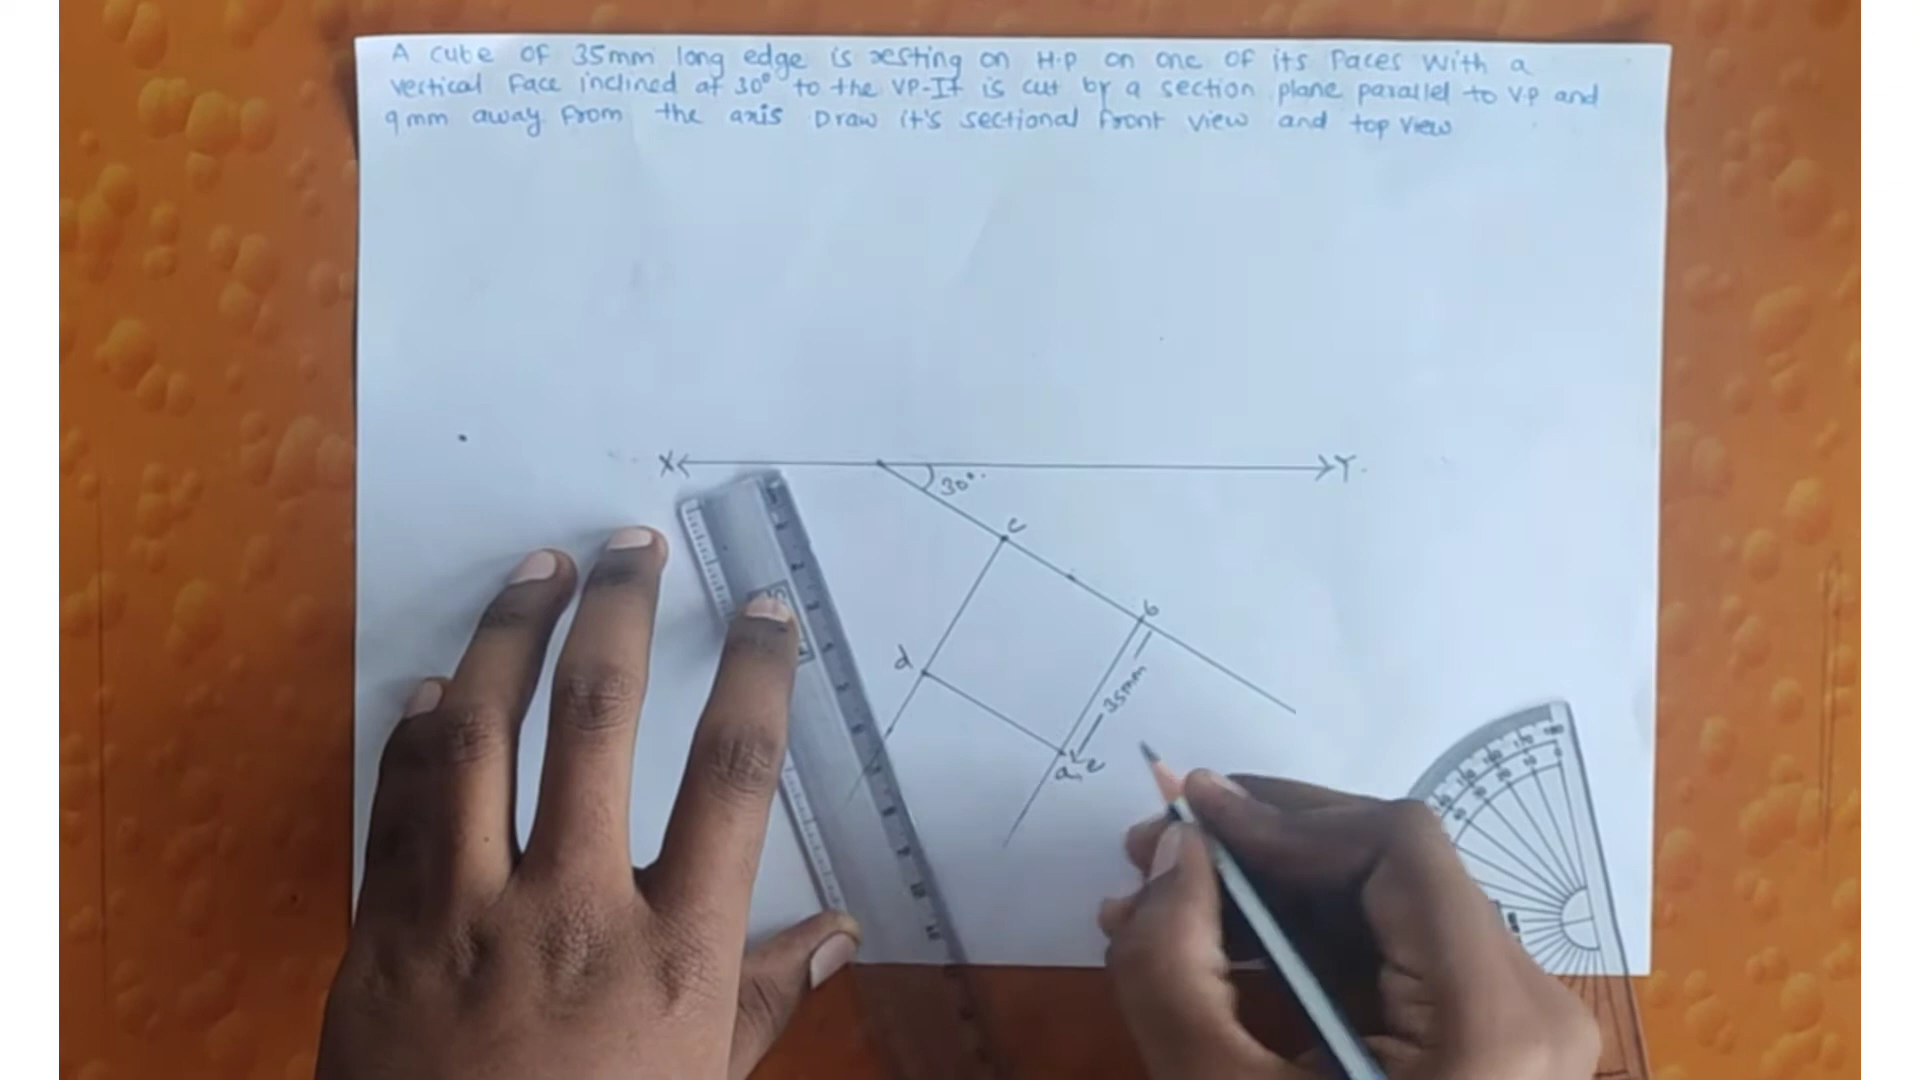 A cube of 35mm long edge is resting on H.P on one of its faces with a
vertical face inclined at 30° to the VP-It is cut by a section plane parallel to V.P and
9mm away from the axis Draw it's sectional front view and top view
X Y
30°
c
b
d
35mm
a